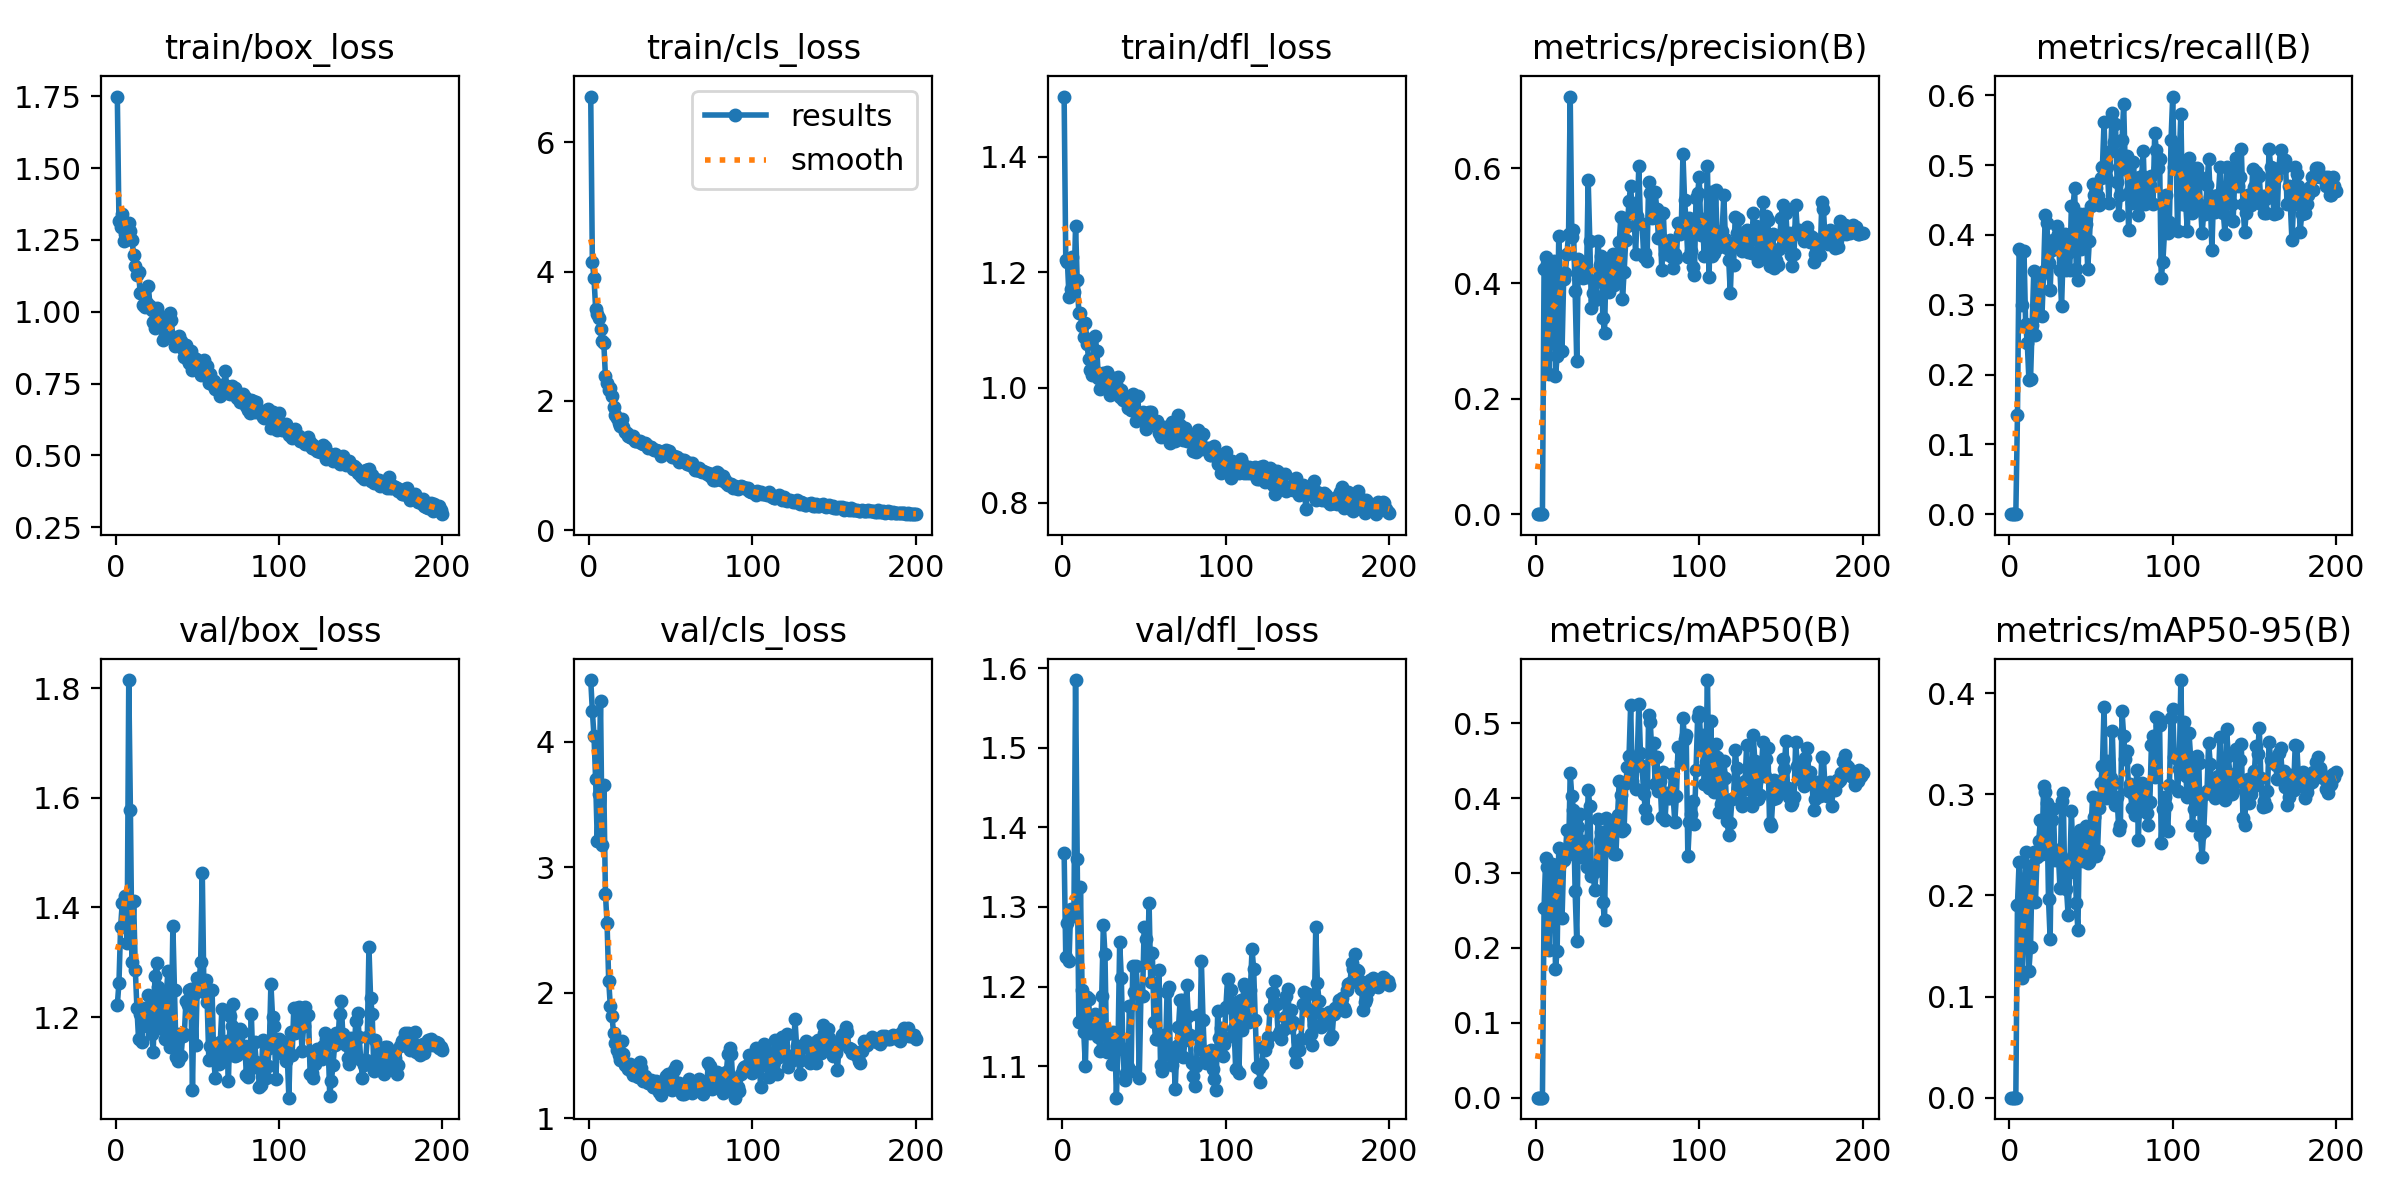 train/box_loss
1.75
1.50
1.25
1.00
0.75
0.50
0.25
0 100 200
train/cls_loss
results
smooth
6
4
2
0
0 100 200
train/dfl_loss
1.4
1.2
1.0
0.8
0 100 200
metrics/precision(B)
0.6
0.4
0.2
0.0
0 100 200
metrics/recall(B)
0.6
0.5
0.4
0.3
0.2
0.1
0.0
0 100 200
val/box_loss
1.8
1.6
1.4
1.2
0 100 200
val/cls_loss
4
3
2
1
0 100 200
val/dfl_loss
1.6
1.5
1.4
1.3
1.2
1.1
0 100 200
metrics/mAP50(B)
0.5
0.4
0.3
0.2
0.1
0.0
0 100 200
metrics/mAP50-95(B)
0.4
0.3
0.2
0.1
0.0
0 100 200